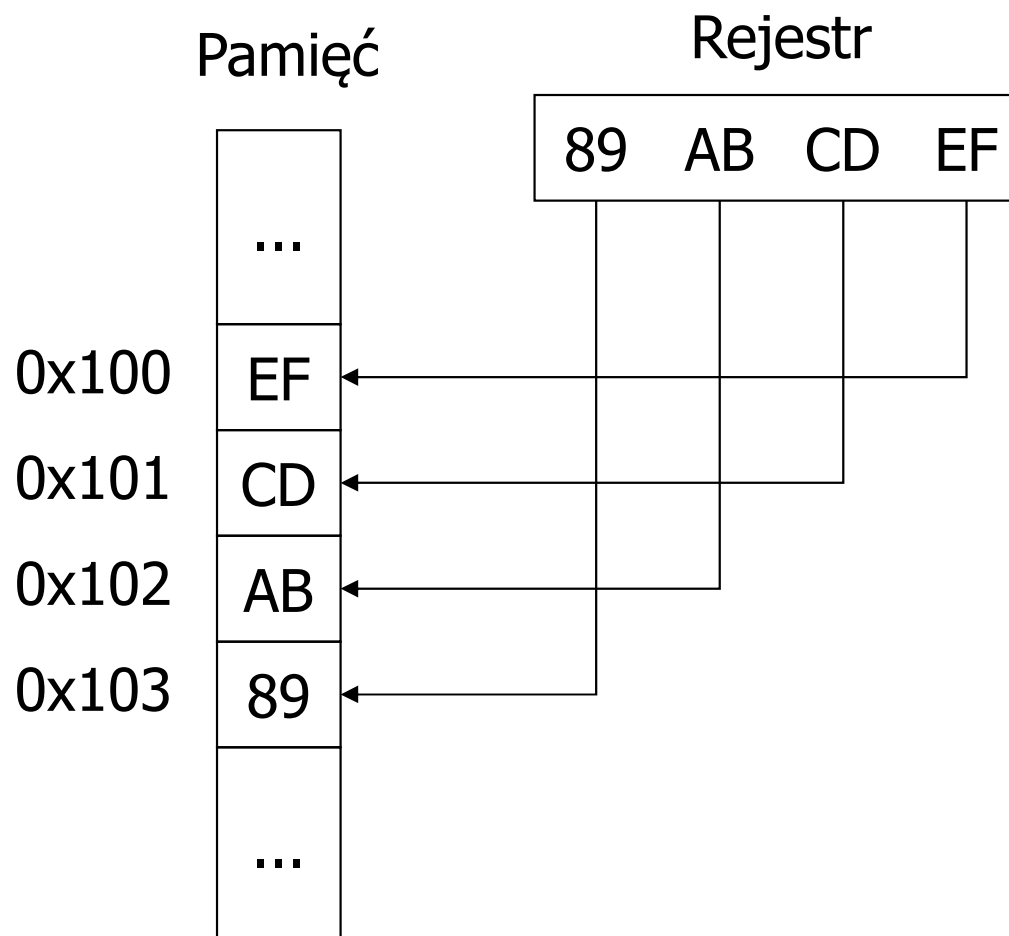 Pamięć
Rejestr
89 AB CD EF
...
0x100 EF
0x101 CD
0x102 AB
0x103 89
...